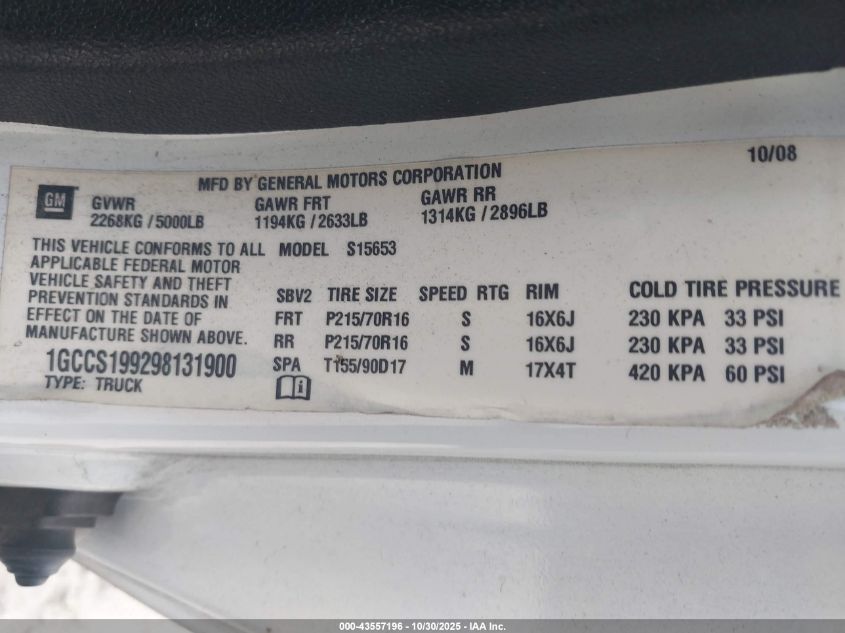 10/08
MFD BY GENERAL MOTORS CORPORATION
GM
GVWR GAWR FRT GAWR RR
2268KG / 5000LB 1194KG / 2633LB 1314KG / 2896LB
THIS VEHICLE CONFORMS TO ALL
APPLICABLE FEDERAL MOTOR
VEHICLE SAFETY AND THEFT
PREVENTION STANDARDS IN
EFFECT ON THE DATE OF
MANUFACTURE SHOWN ABOVE.
1GCCS199298131900
TYPE: TRUCK
MODEL S15653
SBV2 TIRE SIZE SPEED RTG RIM COLD TIRE PRESSURE
FRT P215/70R16 S 16X6J 230 KPA 33 PSI
RR P215/70R16 S 16X6J 230 KPA 33 PSI
SPA T155/90D17 M 17X4T 420 KPA 60 PSI
000-43557196 - 10/30/2025 - IAA Inc.